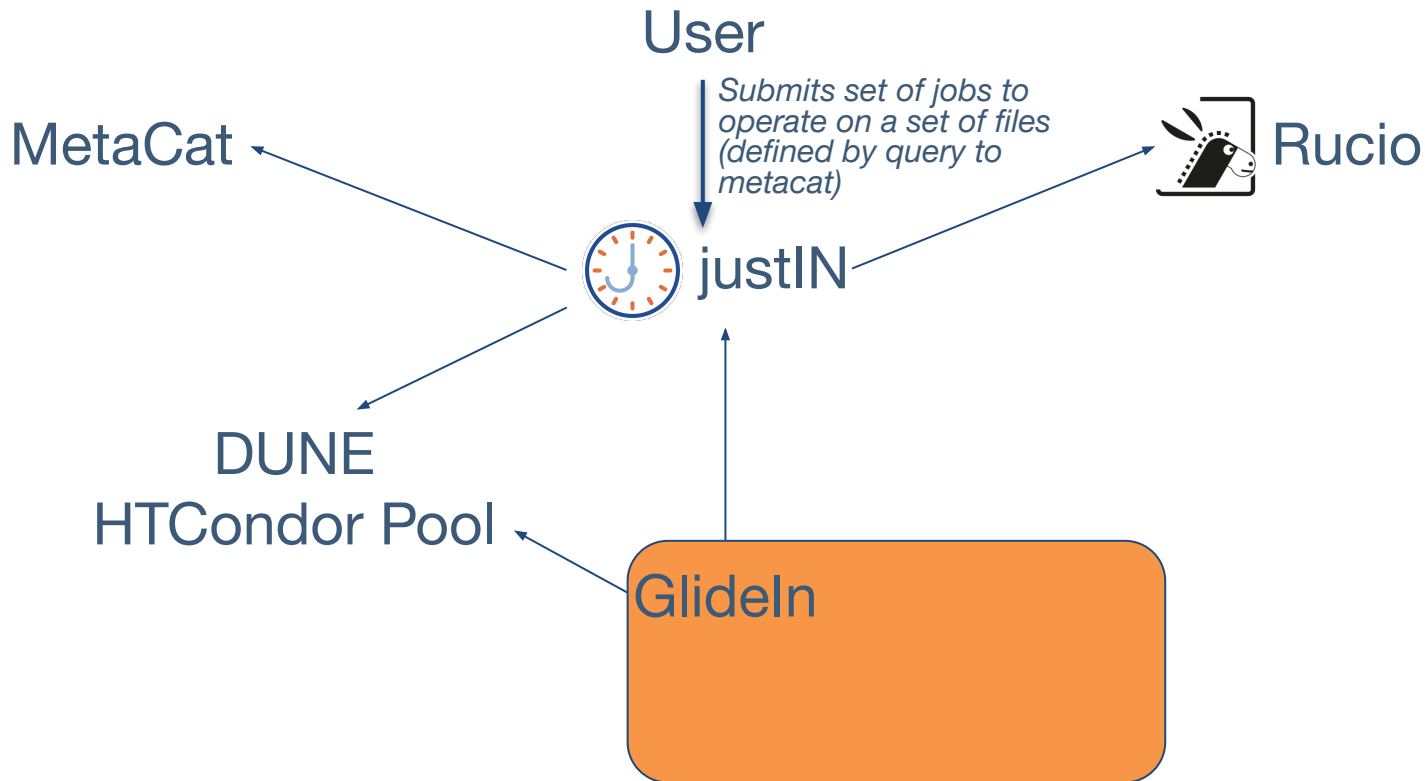 User
Submits set of jobs to
operate on a set of files
(defined by query to
metacat)
MetaCat
Rucio
justIN
DUNE
HTCondor Pool
GlideIn